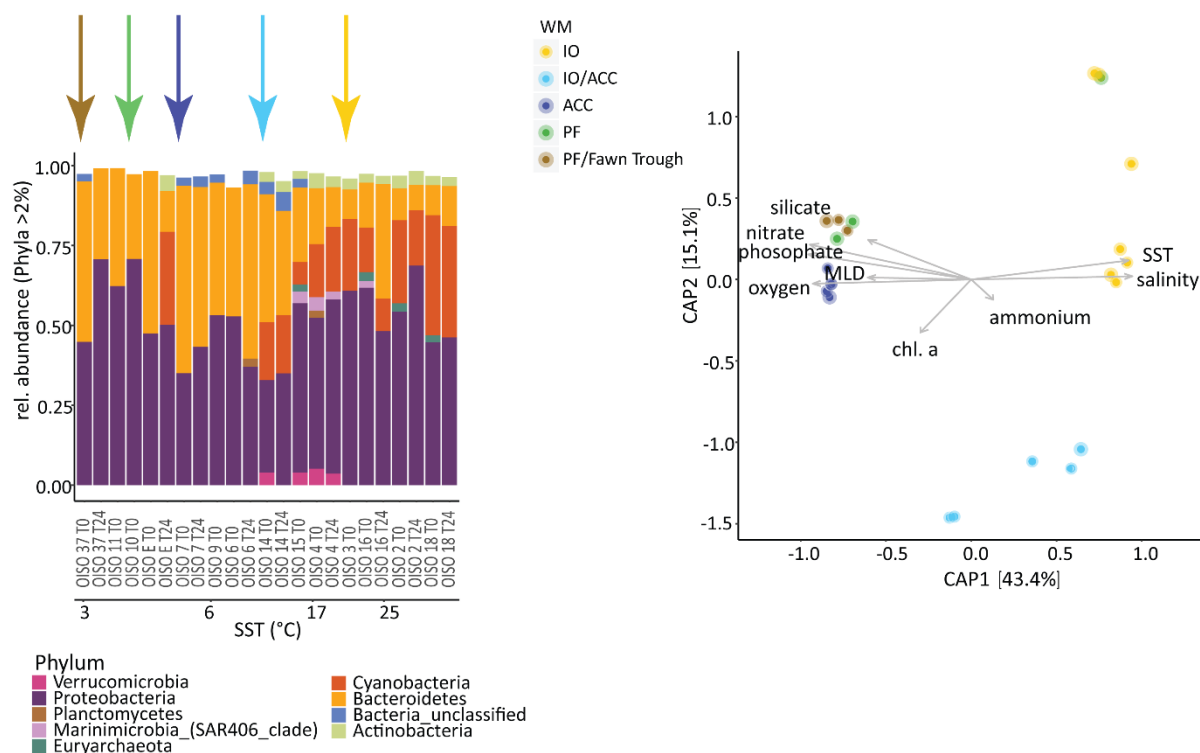 WM
IO
IO/ACC
ACC
PF
PF/Fawn Trough
rel. abundance (Phyla >2%)
1.00
0.75
0.50
0.25
0.00
OISO 37 T0
OISO 37 T24
OISO 11 T0
OISO 10 T0
OISO E T0
OISO E T24
OISO 7 T0
OISO 7 T24
OISO 9 T0
OISO 6 T0
OISO 6 T24
OISO 14 T0
OISO 14 T24
OISO 15 T0
OISO 4 T0
OISO 4 T24
OISO 3 T0
OISO 16 T0
OISO 16 T24
OISO 2 T0
OISO 2 T24
OISO 18 T0
OISO 18 T24
3 6 17 25
SST (°C)
Phylum
Verrucomicrobia
Proteobacteria
Planctomycetes
Marinimicrobia_(SAR406_clade)
Euryarchaeota
Cyanobacteria
Bacteroidetes
Bacteria_unclassified
Actinobacteria
CAP2 [15.1%]
1.0
0.5
0.0
-0.5
-1.0
-1.5
silicate
nitrate
phosphate
MLD
oxygen
chl. a
ammonium
SST
salinity
-1.0 -0.5 0.0 0.5 1.0
CAP1 [43.4%]